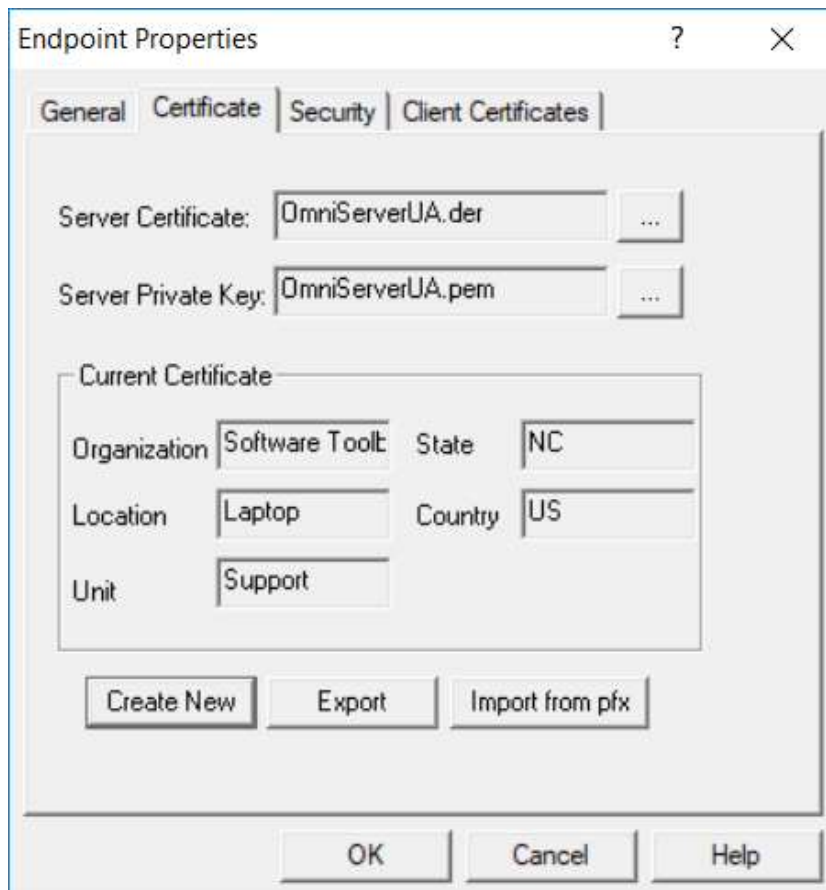 Endpoint Properties ?
General Certificate Security Client Certificates
Server Certificate: OmniServerUA.der ...
Server Private Key: OmniServerUA.pem ...
Current Certificate
Organization Software Toolb State NC
Location Laptop Country US
Unit Support
Create New Export Import from pfx
OK Cancel Help